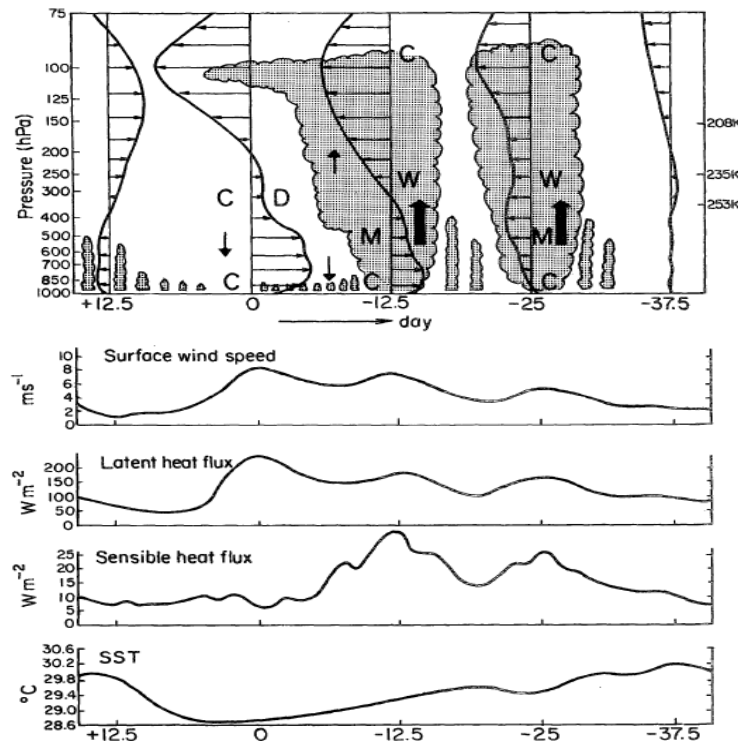 75
100
125
150
200
250
300
400
500
600
700
850
1000
Pressure (hPa)
C
C
208K
235K
253K
C
D
W
W
M
M
C
C
C
+12.5
0
-12.5
-25
-37.5
day
Surface wind speed
10
8
6
4
2
0
ms⁻¹
Latent heat flux
200
150
100
50
0
Wm⁻²
Sensible heat flux
25
20
15
10
5
0
Wm⁻²
SST
30.6
30.2
29.8
29.4
29.0
28.6
°C
+12.5
0
-12.5
-25
-37.5